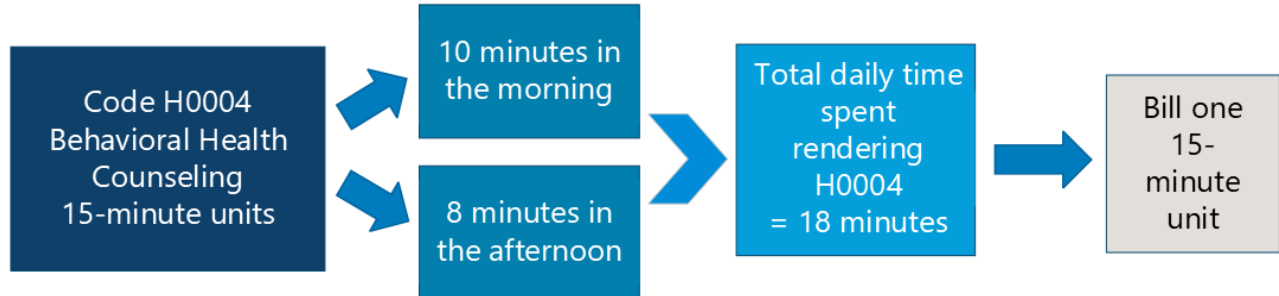 Code H0004
Behavioral Health
Counseling
15-minute units
10 minutes in
the morning
8 minutes in
the afternoon
Total daily time
spent
rendering
H0004
= 18 minutes
Bill one
15-
minute
unit